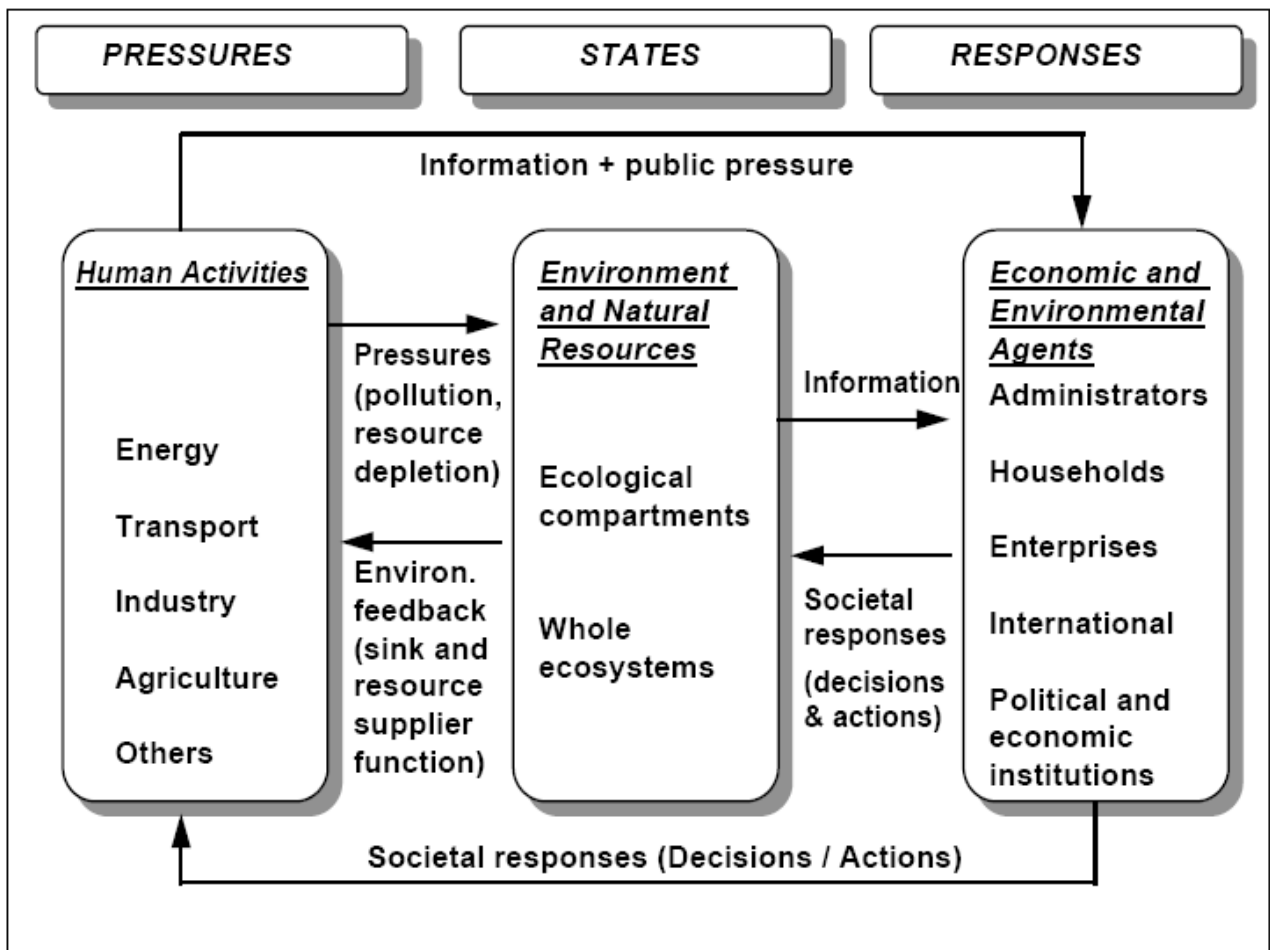 PRESSURES
STATES
RESPONSES
Information + public pressure
Human Activities
Energy
Transport
Industry
Agriculture
Others
Pressures
(pollution,
resource
depletion)
Environ.
feedback
(sink and
resource
supplier
function)
Environment
and Natural
Resources
Ecological
compartments
Whole
ecosystems
Information
Societal
responses
(decisions
& actions)
Economic and
Environmental
Agents
Administrators
Households
Enterprises
International
Political and
economic
institutions
Societal responses (Decisions / Actions)